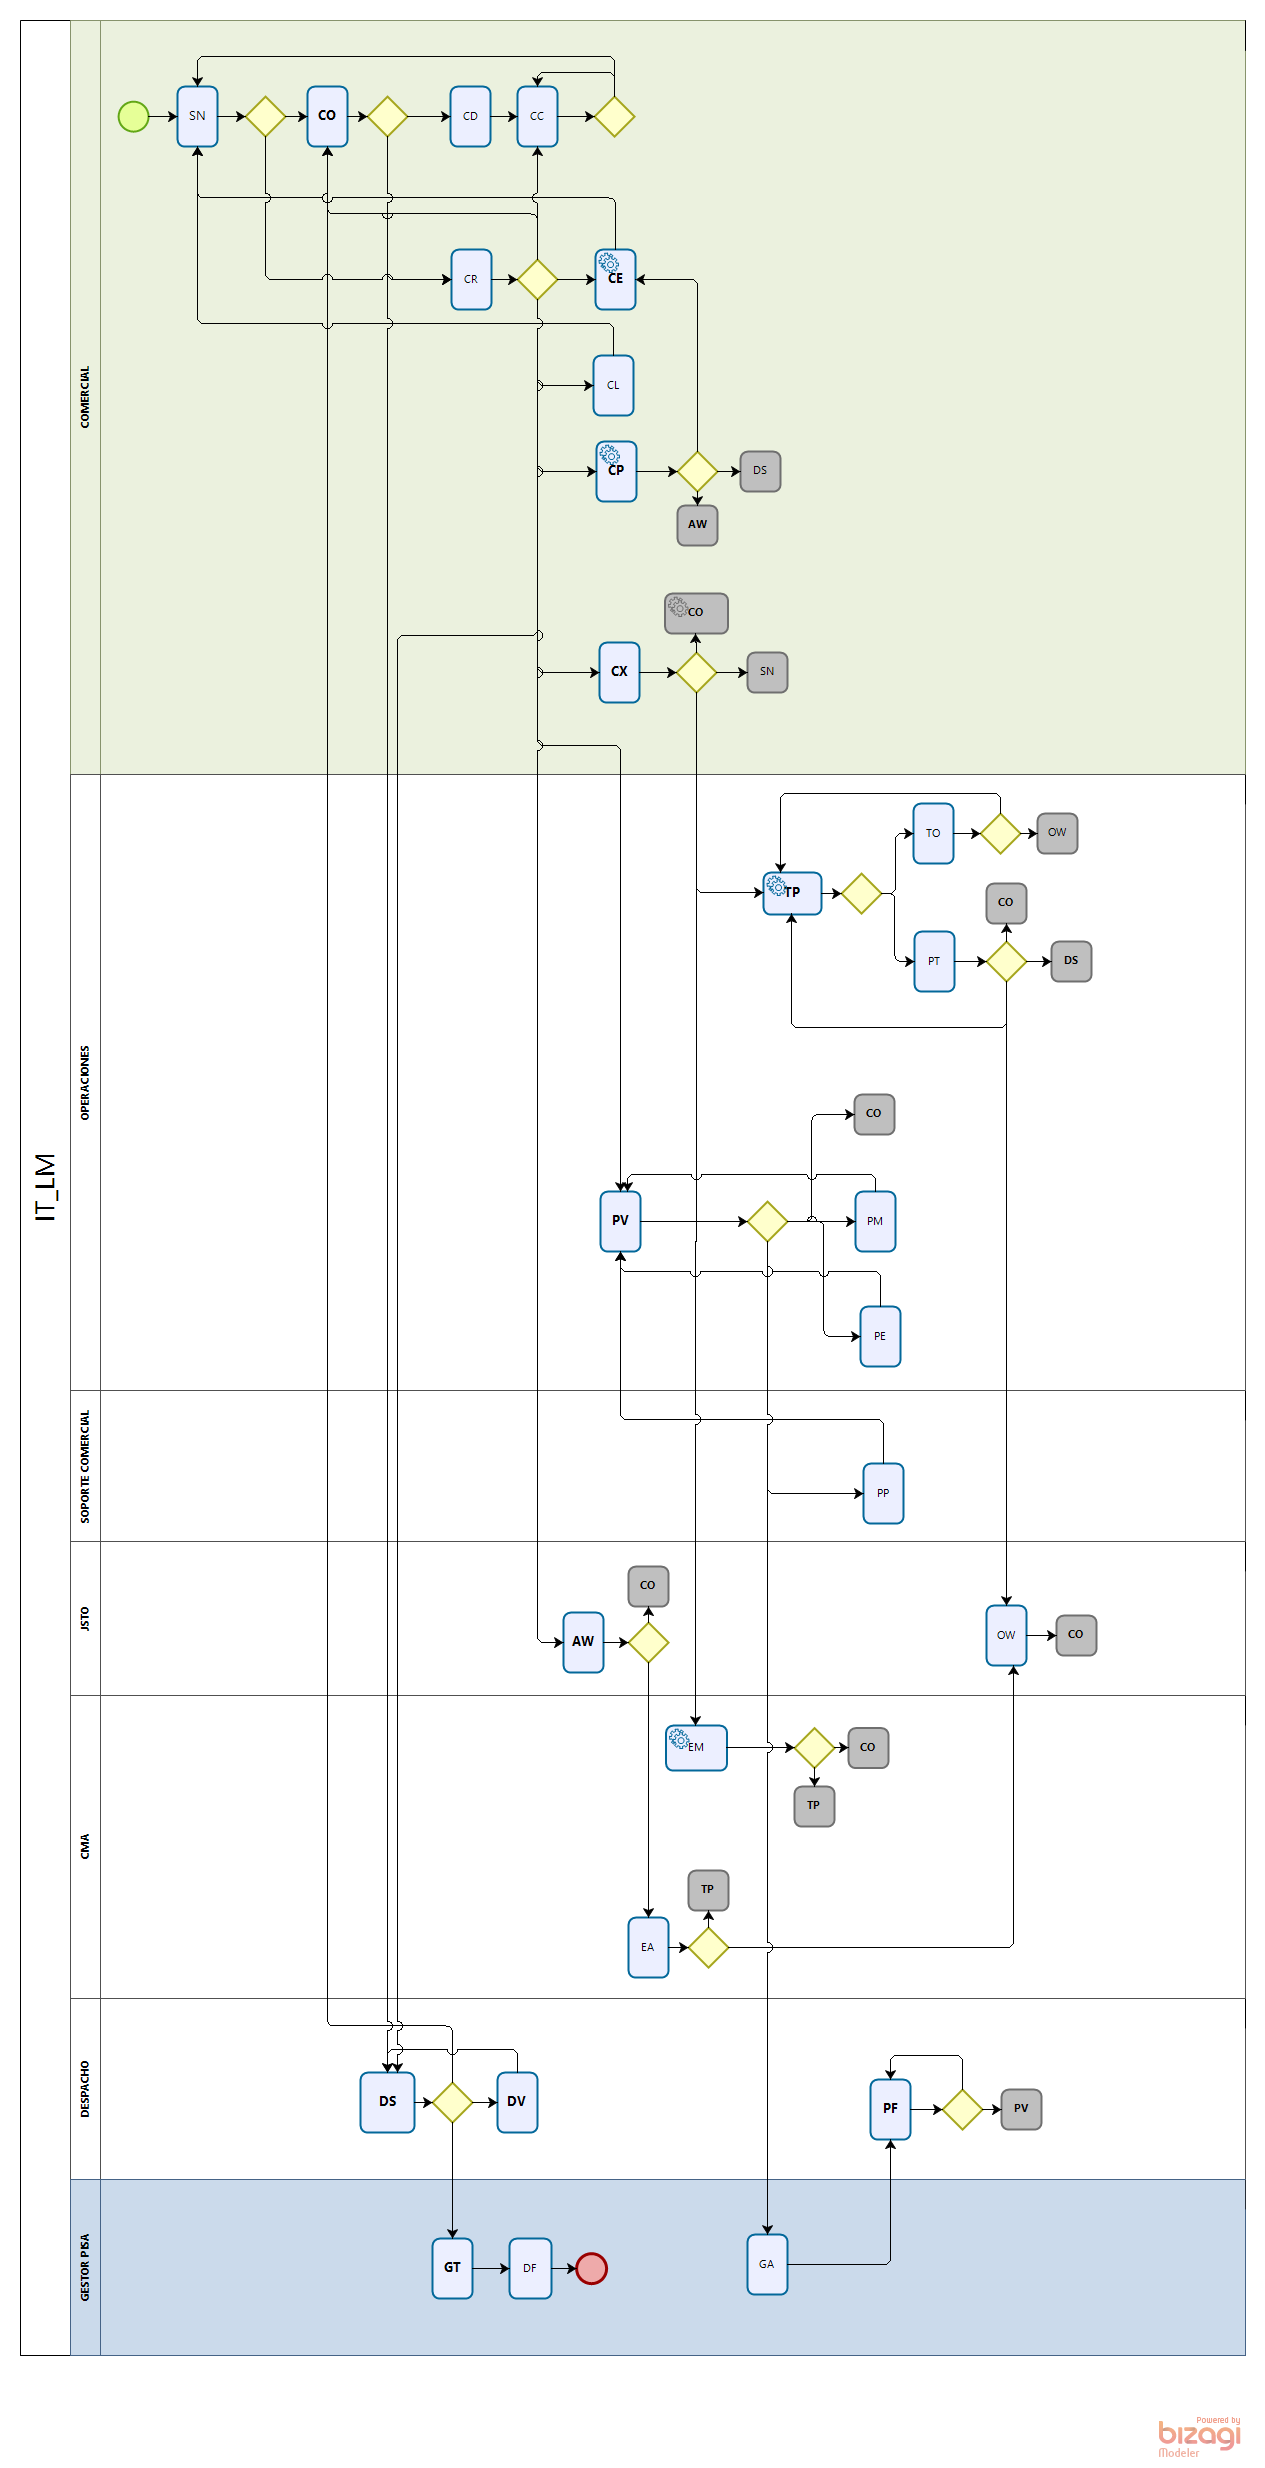 IT_LM
COMERCIAL
SN
CO
CD
CC
CR
CE
CL
CP
DS
AW
CO
CX
SN
OPERACIONES
TO
OW
TP
CO
PT
DS
CO
PV
PM
PE
SOPORTE COMERCIAL
PP
JSTO
CO
AW
OW
CO
CMA
EM
CO
TP
TP
EA
DESPACHO
DS
DV
PF
PV
GESTOR PISA
GT
DF
GA
Powered by
bizagi
Modeler